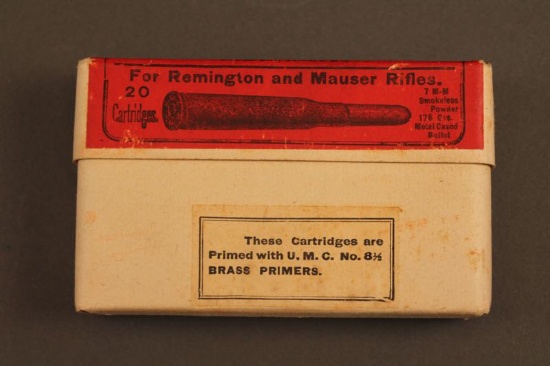 For Remington and Mauser Rifles.
20
Cartridges.
7 M-M
Smokeless
Powder
175 Grs.
Metal Cased
Bullet
These Cartridges are
Primed with U. M. C. No. 8½
BRASS PRIMERS.